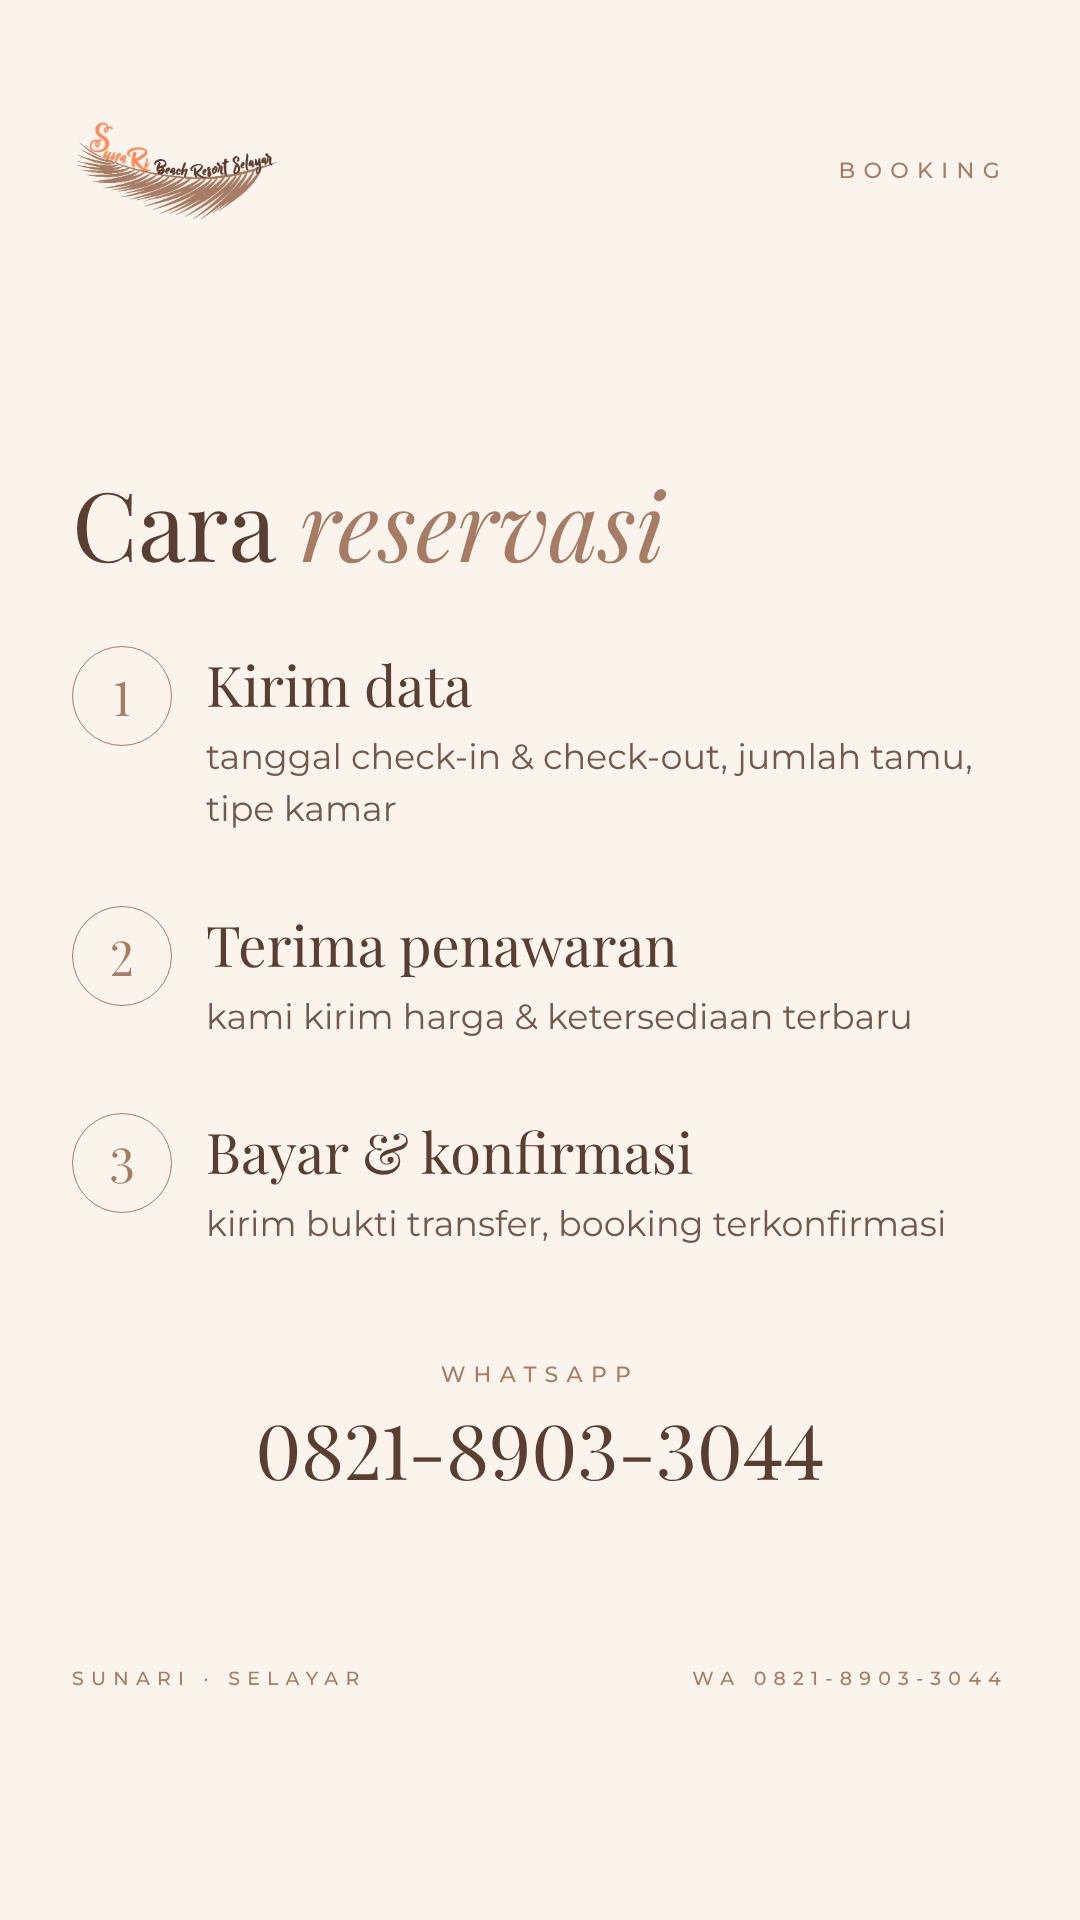 SunaRi Beach Resort Selayar
BOOKING
Cara reservasi
1
Kirim data
tanggal check-in & check-out, jumlah tamu,
tipe kamar
2
Terima penawaran
kami kirim harga & ketersediaan terbaru
3
Bayar & konfirmasi
kirim bukti transfer, booking terkonfirmasi
WHATSAPP
0821-8903-3044
SUNARI · SELAYAR
WA 0821-8903-3044